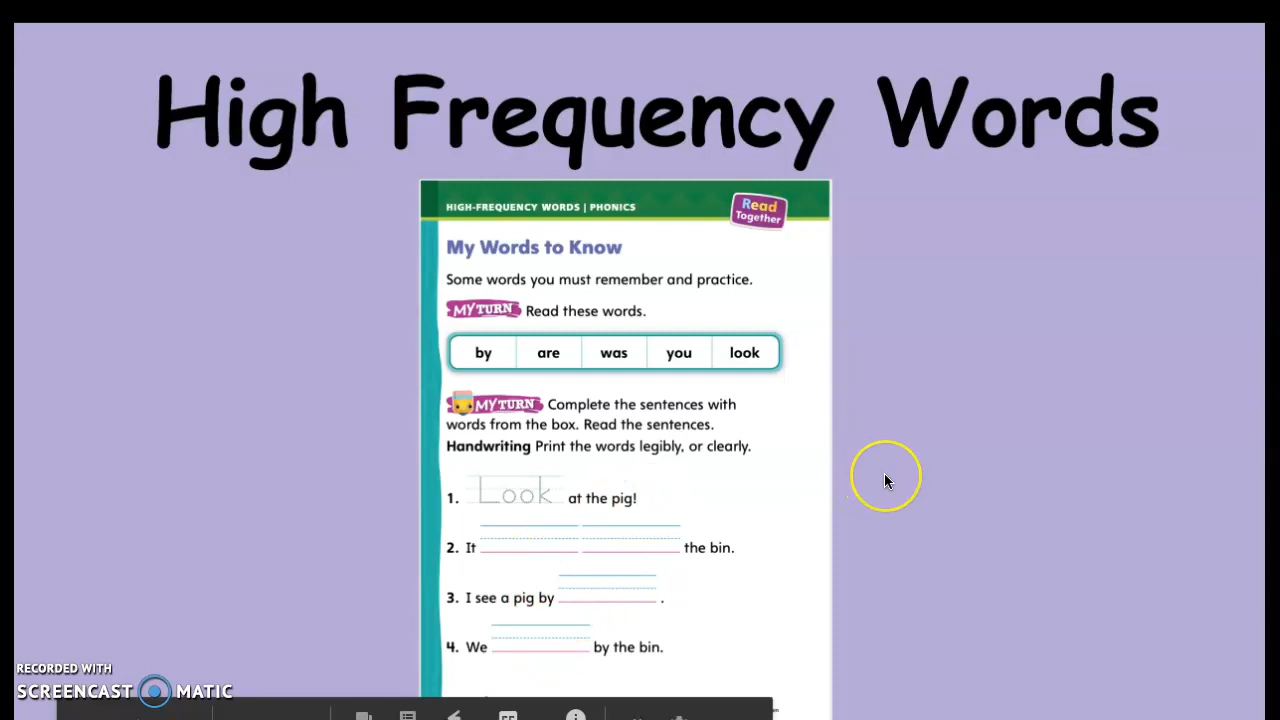 High Frequency Words
HIGH-FREQUENCY WORDS | PHONICS
Read
Together
My Words to Know
Some words you must remember and practice.
MY TURN Read these words.
by are was you look
MY TURN Complete the sentences with
words from the box. Read the sentences.
Handwriting Print the words legibly, or clearly.
1. Look at the pig!
2. It the bin.
3. I see a pig by .
4. We by the bin.
RECORDED WITH
SCREENCAST MATIC